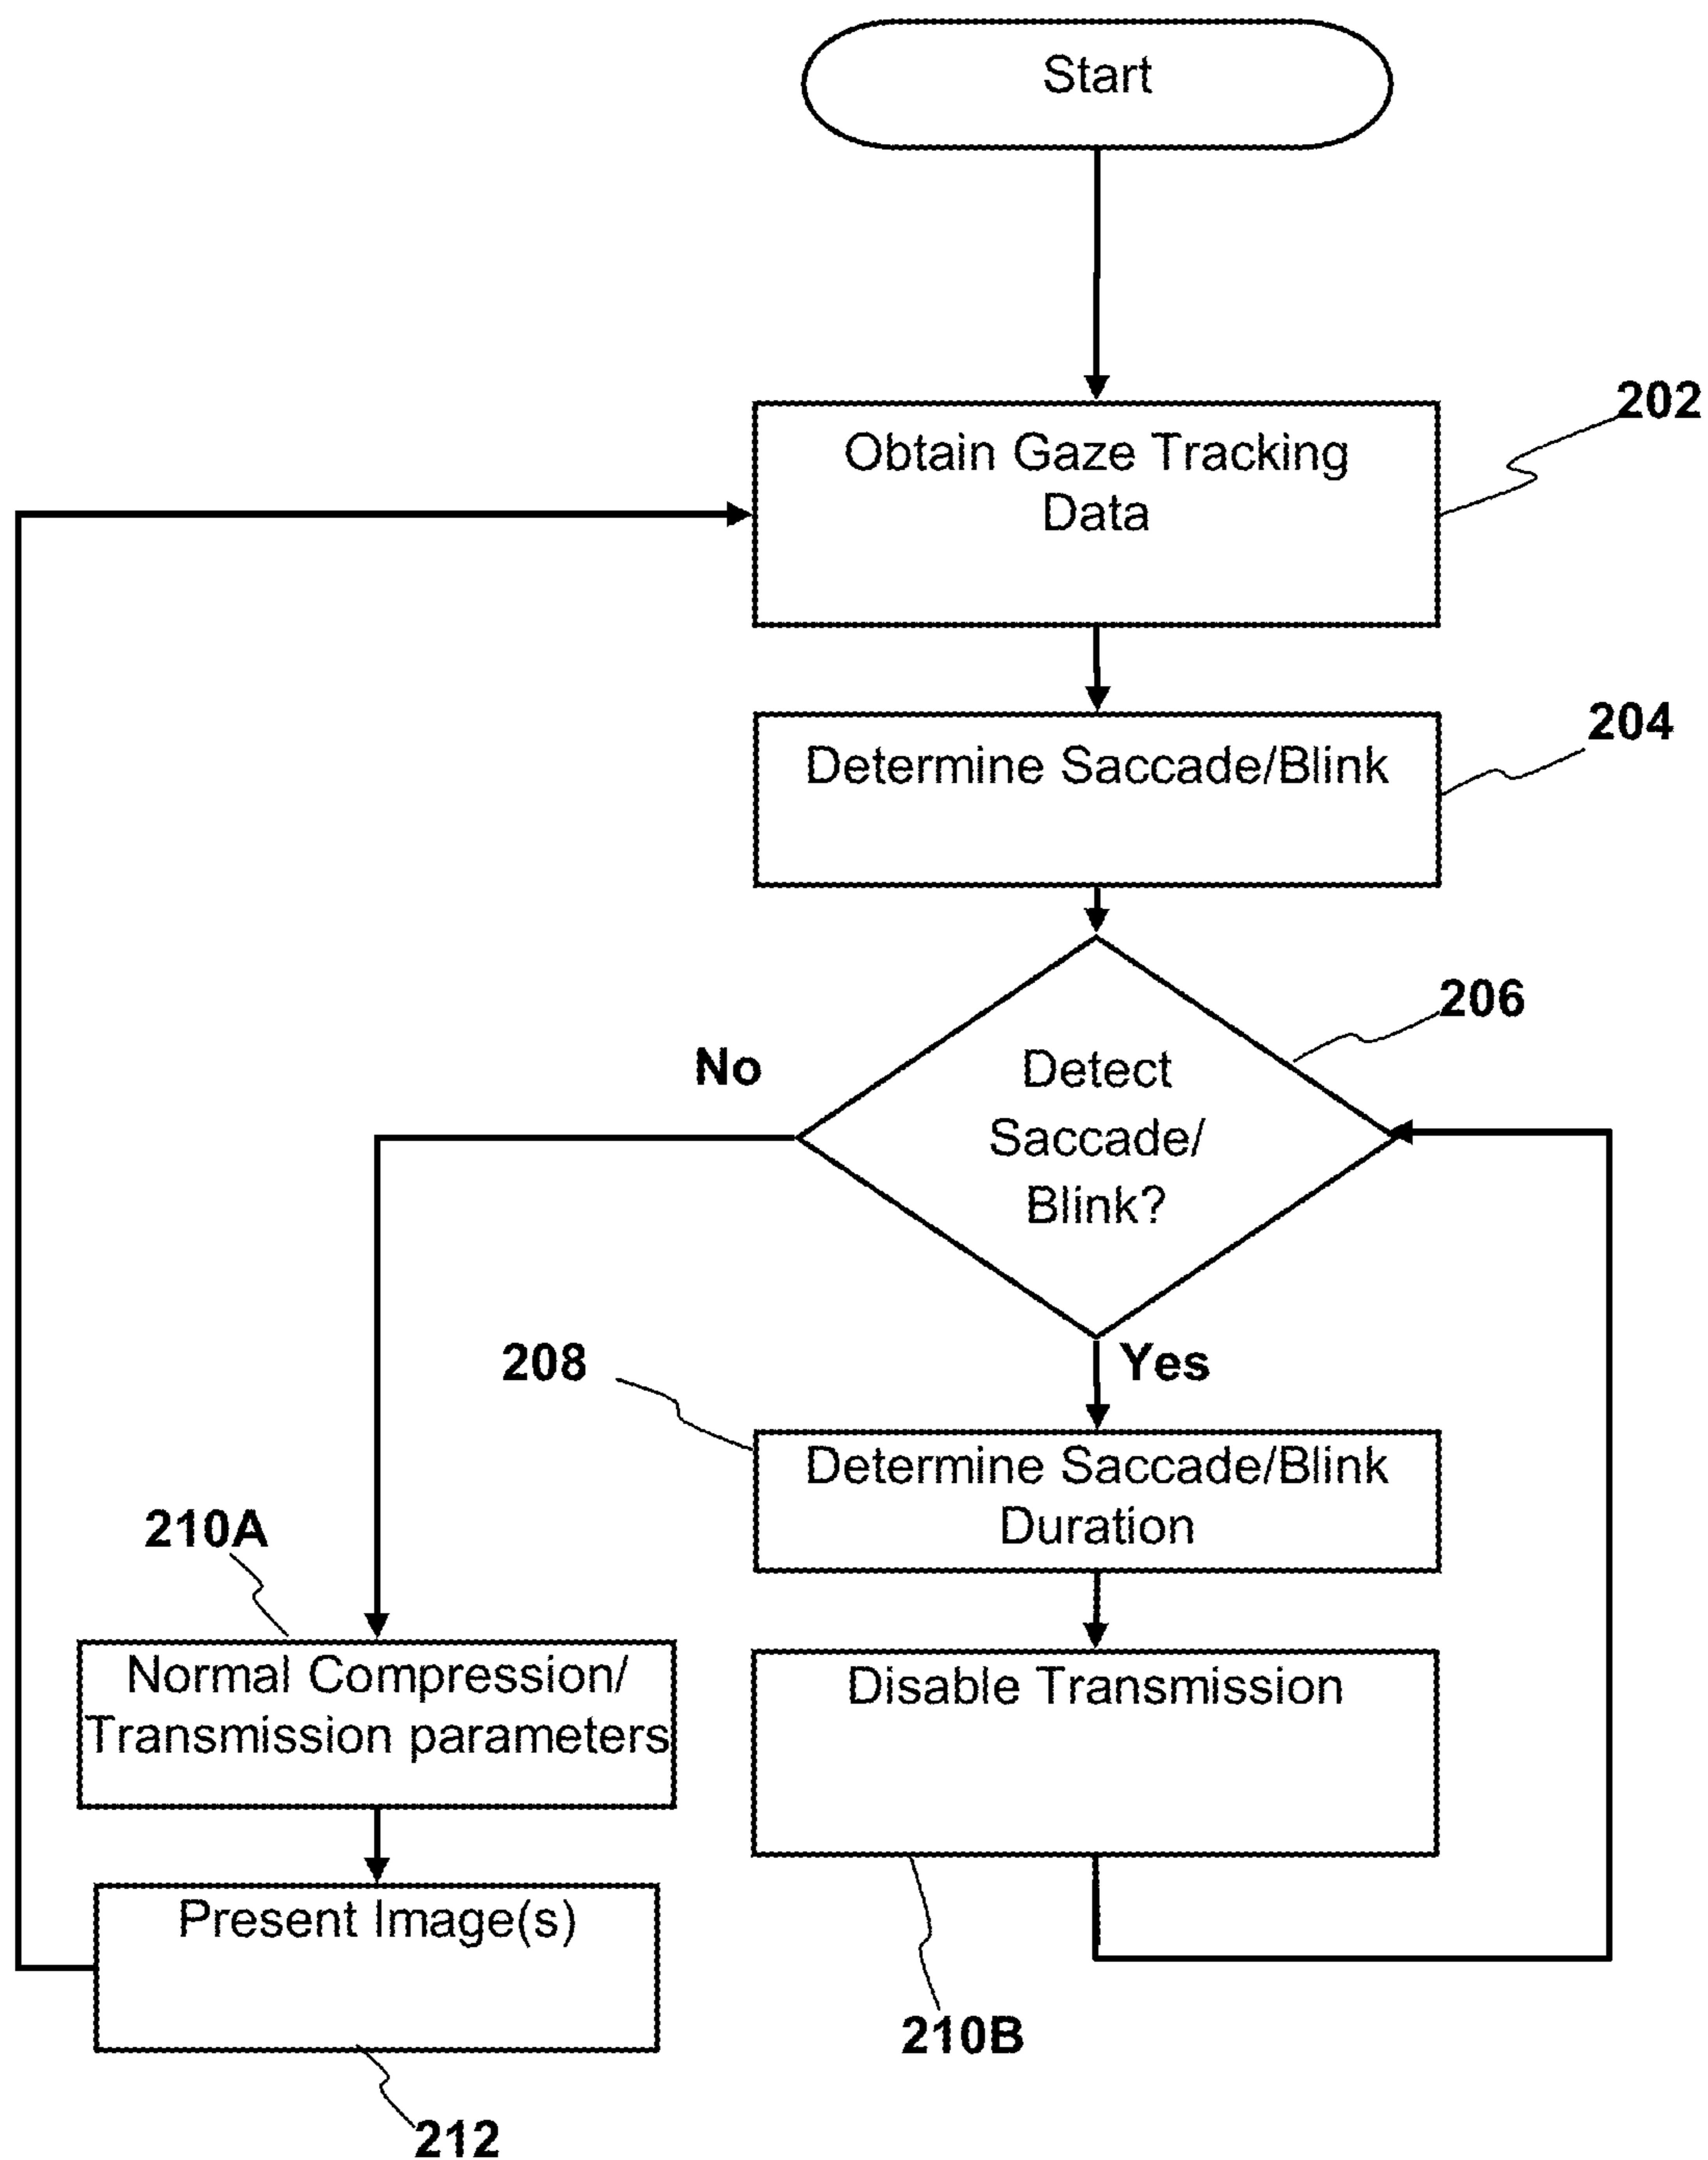 Start
202
Obtain Gaze Tracking
Data
204
Determine Saccade/Blink
206
No
Detect
Saccade/
Blink?
208
Yes
Determine Saccade/Blink
Duration
210A
Normal Compression/
Transmission parameters
Disable Transmission
Present Image(s)
210B
212